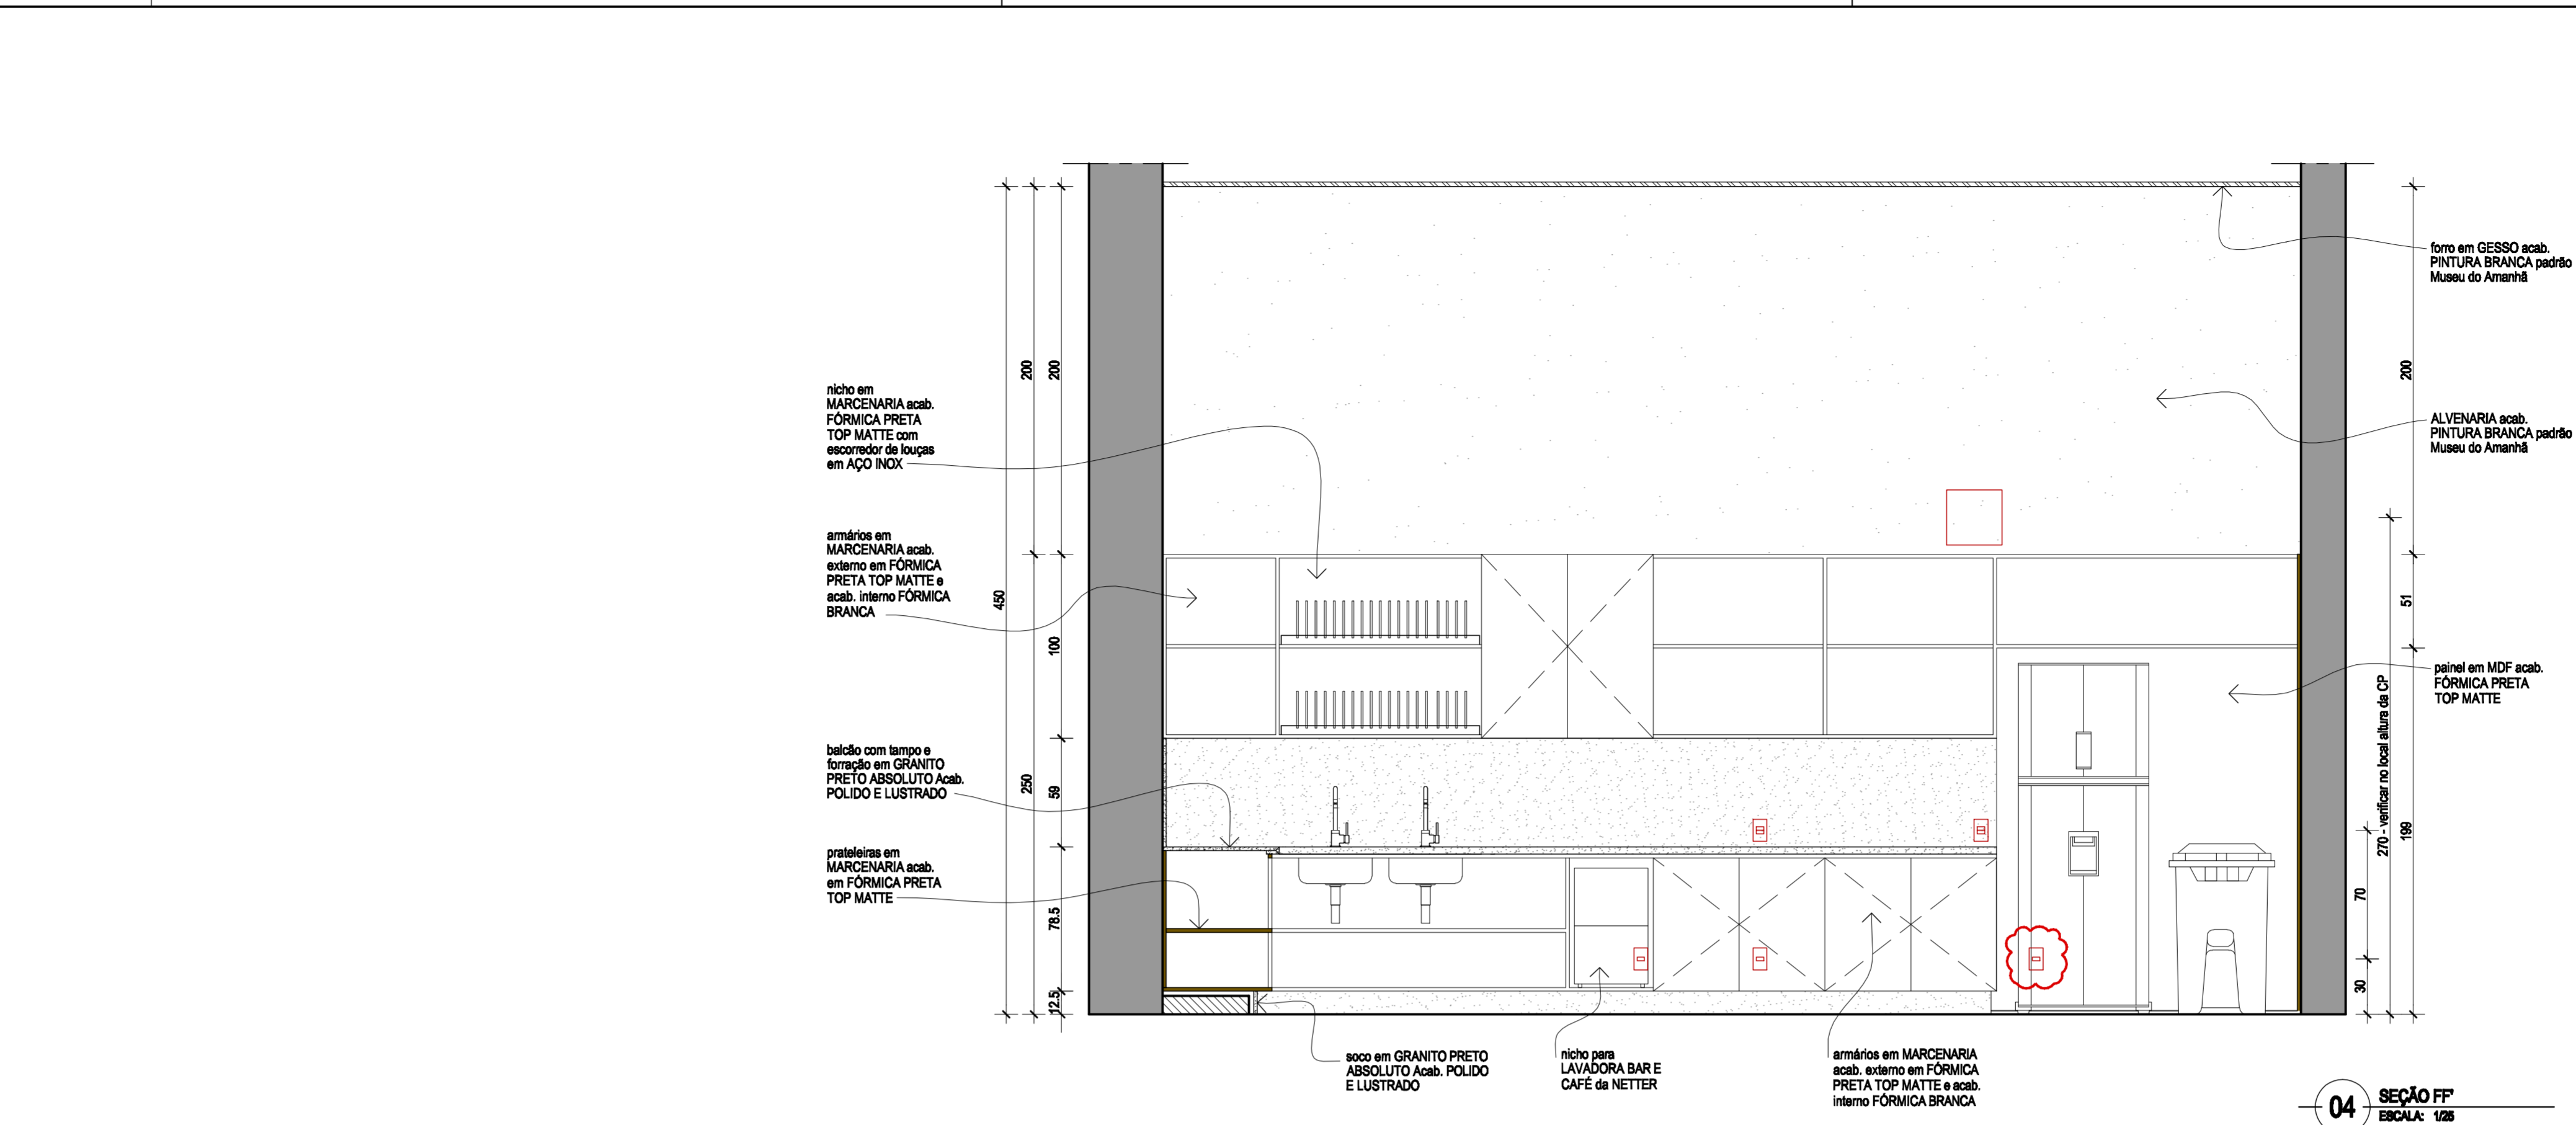 nicho em
MARCENARIA acab.
FÓRMICA PRETA
TOP MATTE com
escorredor de louças
em AÇO INOX
armários em
MARCENARIA acab.
externo em FÓRMICA
PRETA TOP MATTE e
acab. interno FÓRMICA
BRANCA
balcão com tampo e
forração em GRANITO
PRETO ABSOLUTO Acab.
POLIDO E LUSTRADO
prateleiras em
MARCENARIA acab.
em FÓRMICA PRETA
TOP MATTE
450
200
250
200
100
59
78.5
12.5
soco em GRANITO PRETO
ABSOLUTO Acab. POLIDO
E LUSTRADO
nicho para
LAVADORA BAR E
CAFÉ da NETTER
armários em MARCENARIA
acab. externo em FÓRMICA
PRETA TOP MATTE e acab.
interno FÓRMICA BRANCA
forro em GESSO acab.
PINTURA BRANCA padrão
Museu do Amanhã
ALVENARIA acab.
PINTURA BRANCA padrão
Museu do Amanhã
painel em MDF acab.
FÓRMICA PRETA
TOP MATTE
70
30
270 - verificar no local altura da CP
200
51
199
04
SEÇÃO FF'
ESCALA: 1/25